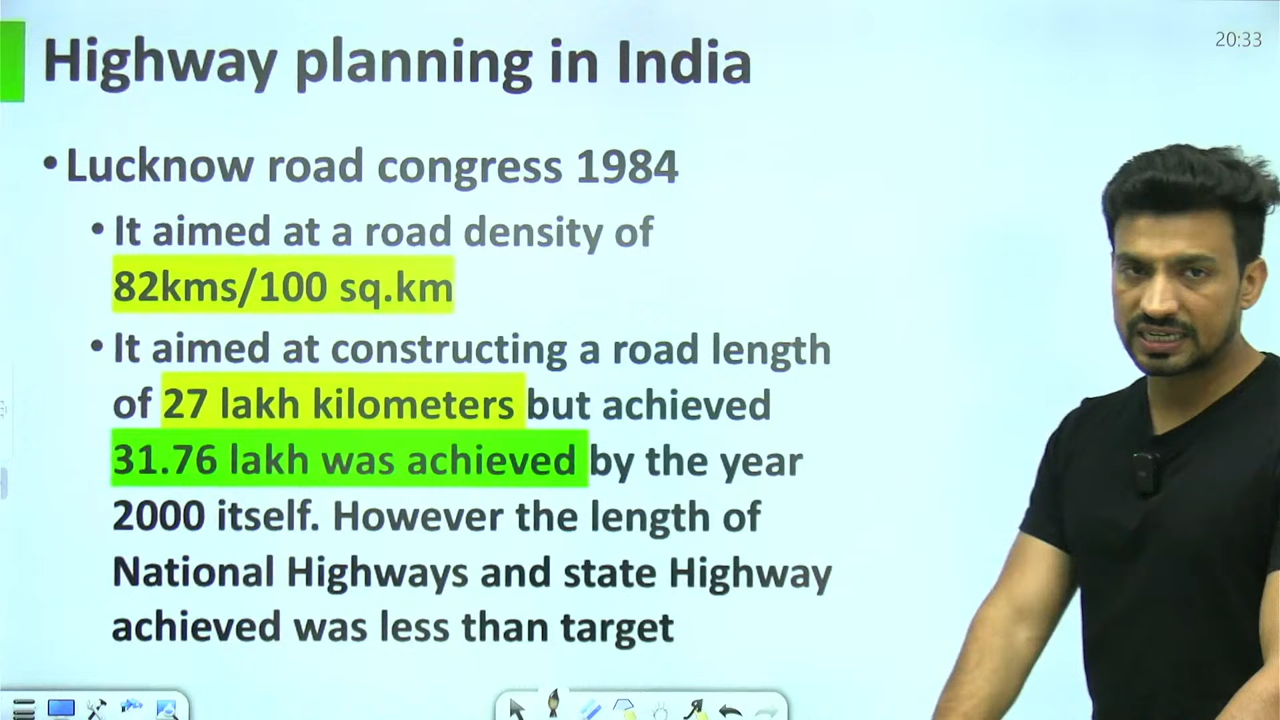 Highway planning in India
20:33
•Lucknow road congress 1984
•It aimed at a road density of
82kms/100 sq.km
•It aimed at constructing a road length
of 27 lakh kilometers but achieved
31.76 lakh was achieved by the year
2000 itself. However the length of
National Highways and state Highway
achieved was less than target